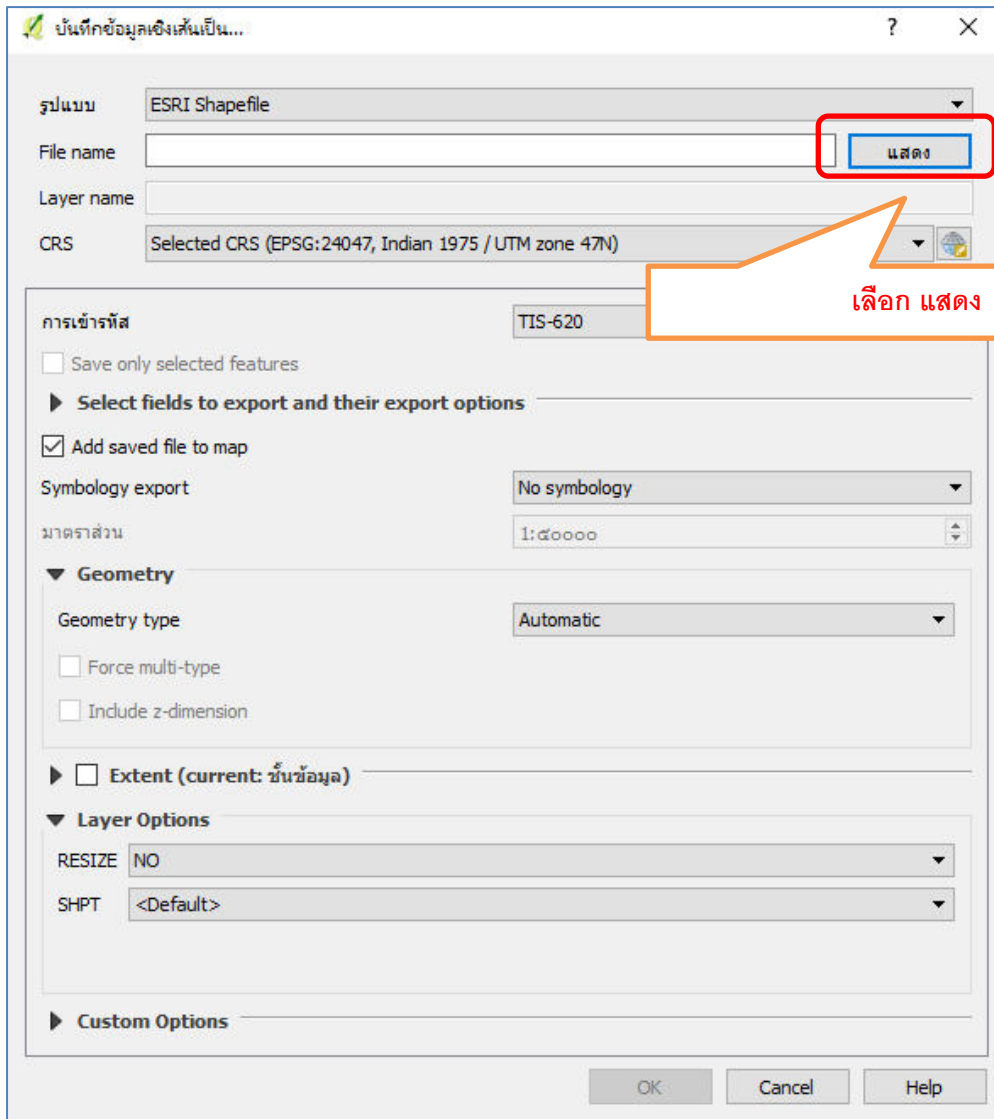 บันทึกข้อมูลเชิงเส้นเป็น...
รูปแบบ ESRI Shapefile
File name แสดง
Layer name
CRS Selected CRS (EPSG:24047, Indian 1975 / UTM zone 47N)
เลือก แสดง
การเข้ารหัส TIS-620
Save only selected features
Select fields to export and their export options
Add saved file to map
Symbology export No symbology
มาตราส่วน 1:๕๐๐๐๐
Geometry
Geometry type Automatic
Force multi-type
Include z-dimension
Extent (current: ชั้นข้อมูล)
Layer Options
RESIZE NO
SHPT <Default>
Custom Options
OK Cancel Help